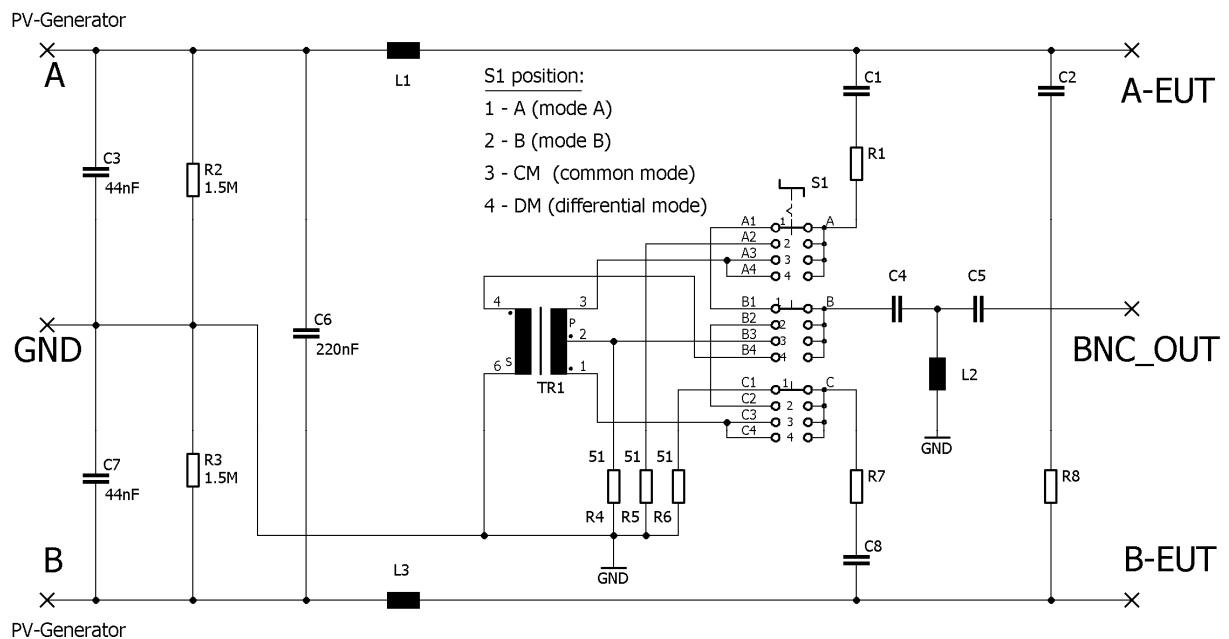 PV-Generator
A
L1
S1 position:
1 - A (mode A)
2 - B (mode B)
3 - CM (common mode)
4 - DM (differential mode)
C1
C2
A-EUT
C3
44nF
R2
1.5M
R1
S1
A1
1
A
A2
2
A3
3
A4
4
C4
C5
4
3
B1
1
B
GND
C6
220nF
P
2
B2
2
B3
3
B4
4
BNC_OUT
6
S
1
TR1
C1
1
C
C2
2
C3
3
C4
4
L2
GND
C7
44nF
R3
1.5M
51
51
51
R4
R5
R6
R7
R8
C8
GND
B
L3
B-EUT
PV-Generator